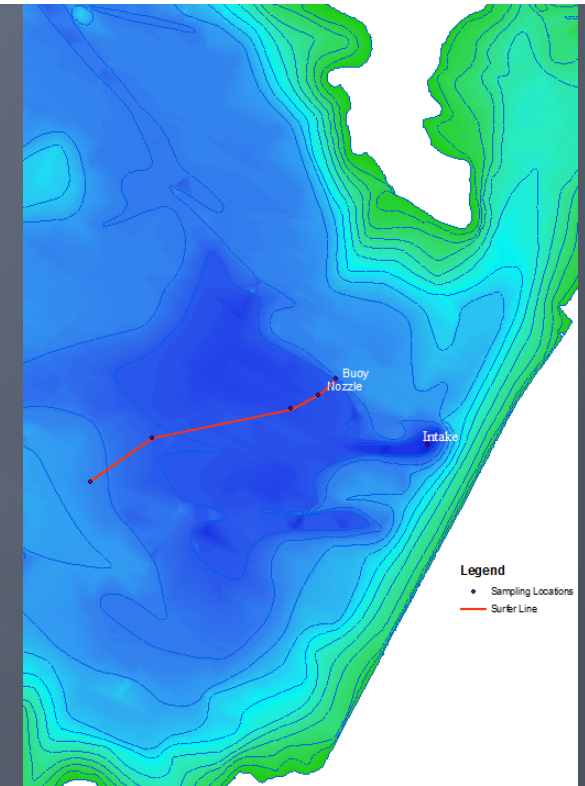 Buoy
Nozzle
Intake
Legend
Sampling Locations
Surfer Line